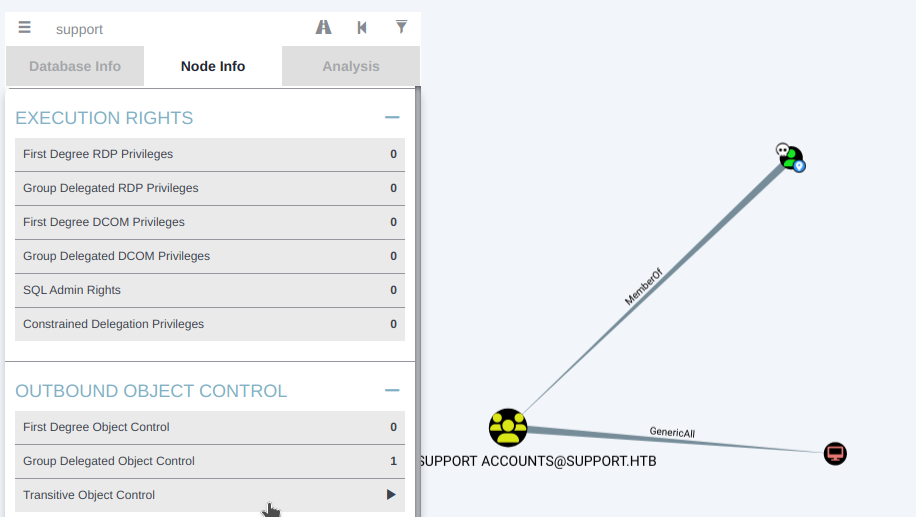 support
Database Info
Node Info
Analysis
EXECUTION RIGHTS
First Degree RDP Privileges 0
Group Delegated RDP Privileges 0
First Degree DCOM Privileges 0
Group Delegated DCOM Privileges 0
SQL Admin Rights 0
Constrained Delegation Privileges 0
OUTBOUND OBJECT CONTROL
First Degree Object Control 0
Group Delegated Object Control 1
Transitive Object Control
MemberOf
GenericAll
SUPPORT ACCOUNTS@SUPPORT.HTB